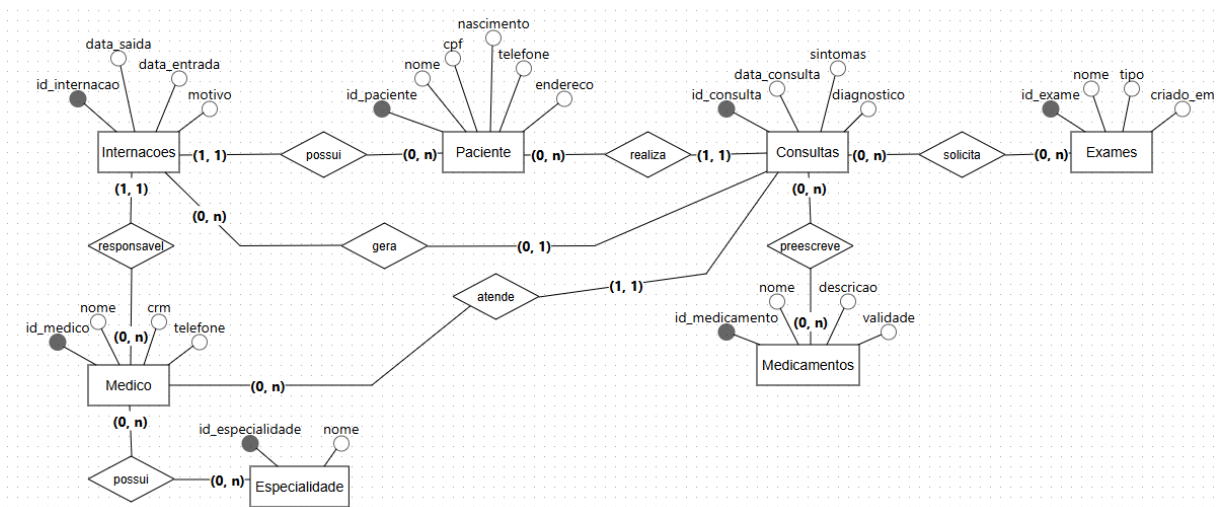 nascimento
data_saida
cpf
sintomas
data_entrada
telefone
data_consulta
nome
tipo
id_internacao
nome
endereco
motivo
id_paciente
id_consulta
diagnostico
id_exame
criado_em
Internacoes
(1, 1)
possui
(0, n)
Paciente
(0, n)
realiza
(1, 1)
Consultas
(0, n)
solicita
(0, n)
Exames
(1, 1)
(0, n)
(0, n)
responsavel
gera
(0, 1)
preescreve
atende
(1, 1)
nome
descricao
nome
crm
id_medico
telefone
(0, n)
id_medicamento
validade
(0, n)
Medicamentos
Medico
(0, n)
(0, n)
id_especialidade
nome
possui
(0, n)
Especialidade